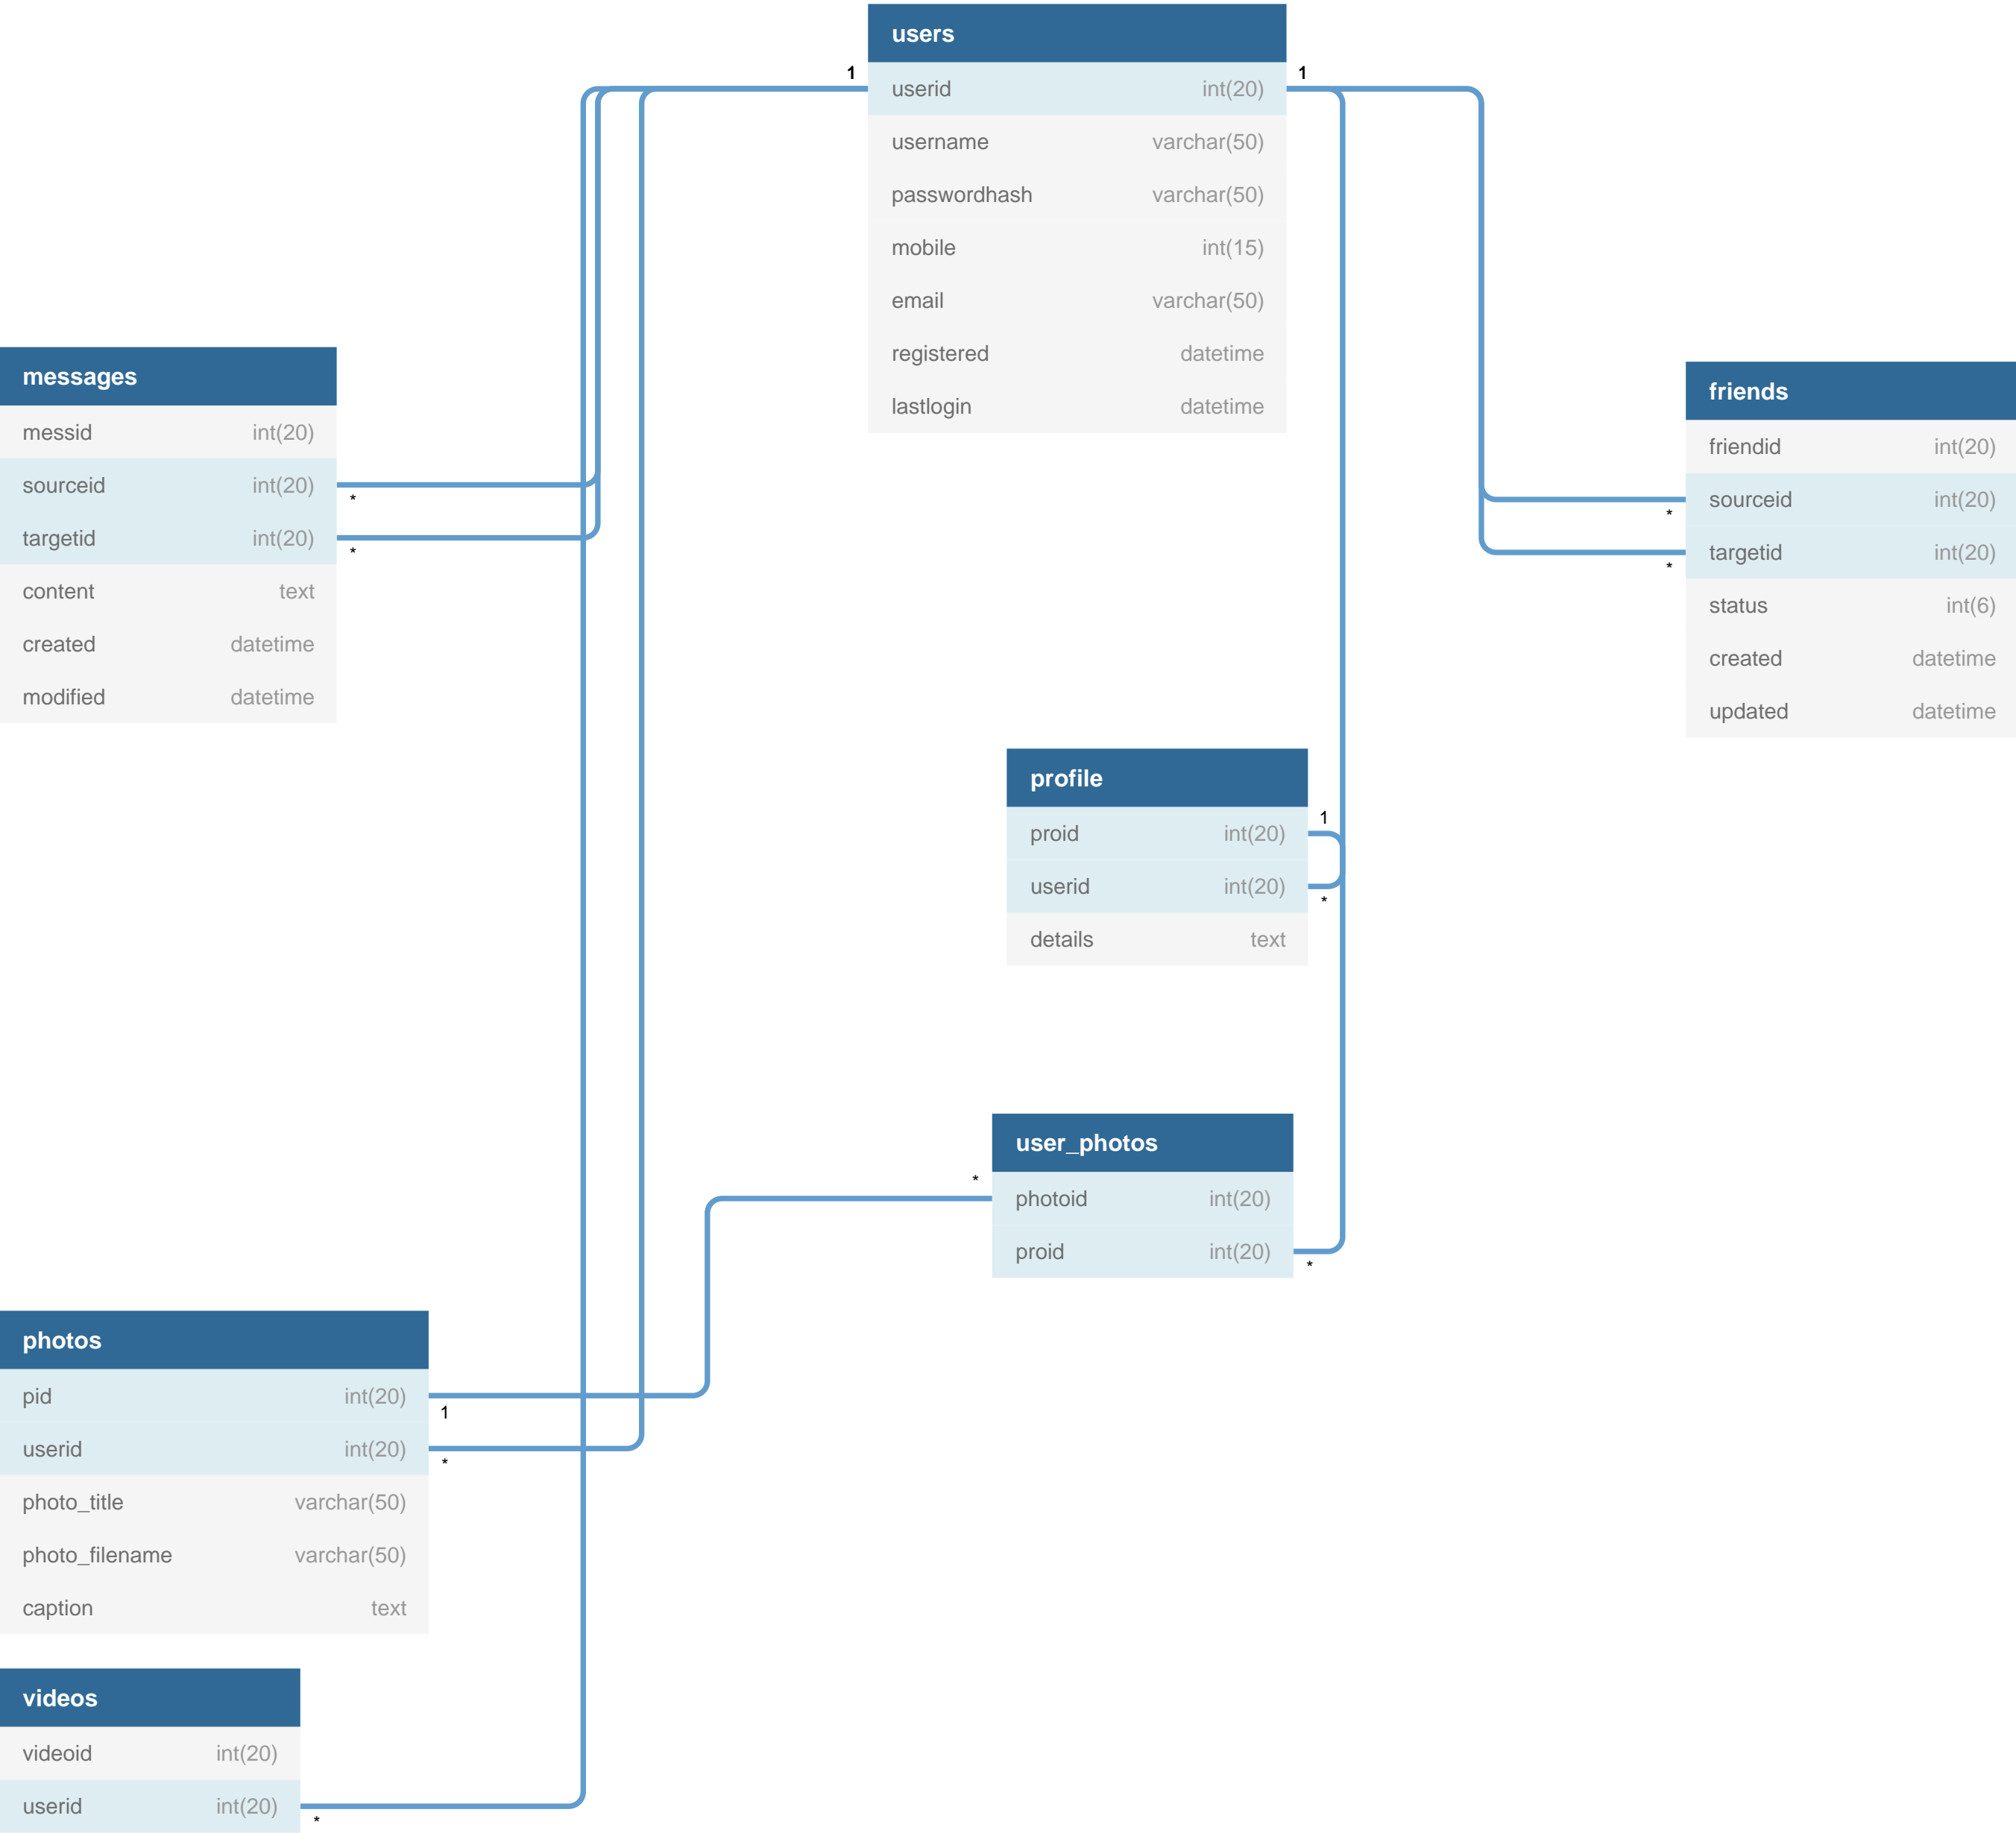 users
1
1
userid int(20)
username varchar(50)
passwordhash varchar(50)
mobile int(15)
email varchar(50)
registered datetime
lastlogin datetime
messages
messid int(20)
sourceid int(20)
*
targetid int(20)
*
content text
created datetime
modified datetime
friends
friendid int(20)
sourceid int(20)
*
targetid int(20)
*
status int(6)
created datetime
updated datetime
profile
1
proid int(20)
userid int(20)
*
details text
user_photos
*
photoid int(20)
proid int(20)
*
photos
pid int(20)
1
userid int(20)
*
photo_title varchar(50)
photo_filename varchar(50)
caption text
videos
videoid int(20)
userid int(20)
*